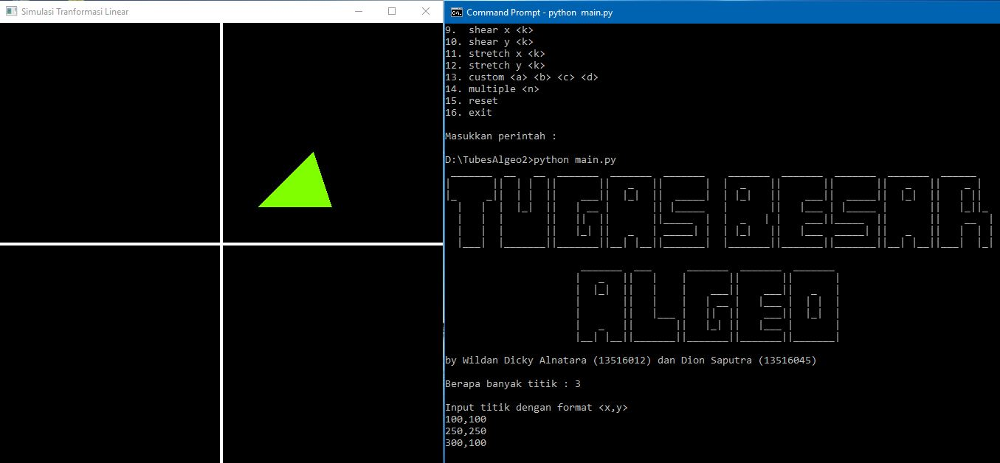 Simulasi Tranformasi Linear
Command Prompt - python  main.py
9.  shear x <k>
10. shear y <k>
11. stretch x <k>
12. stretch y <k>
13. custom <a> <b> <c> <d>
14. multiple <n>
15. reset
16. exit
Masukkan perintah :
D:\TubesAlgeo2>python main.py
TUGAS BESAR
ALGEO
by Wildan Dicky Alnatara (13516012) dan Dion Saputra (13516045)
Berapa banyak titik : 3
Input titik dengan format <x,y>
100,100
250,250
300,100